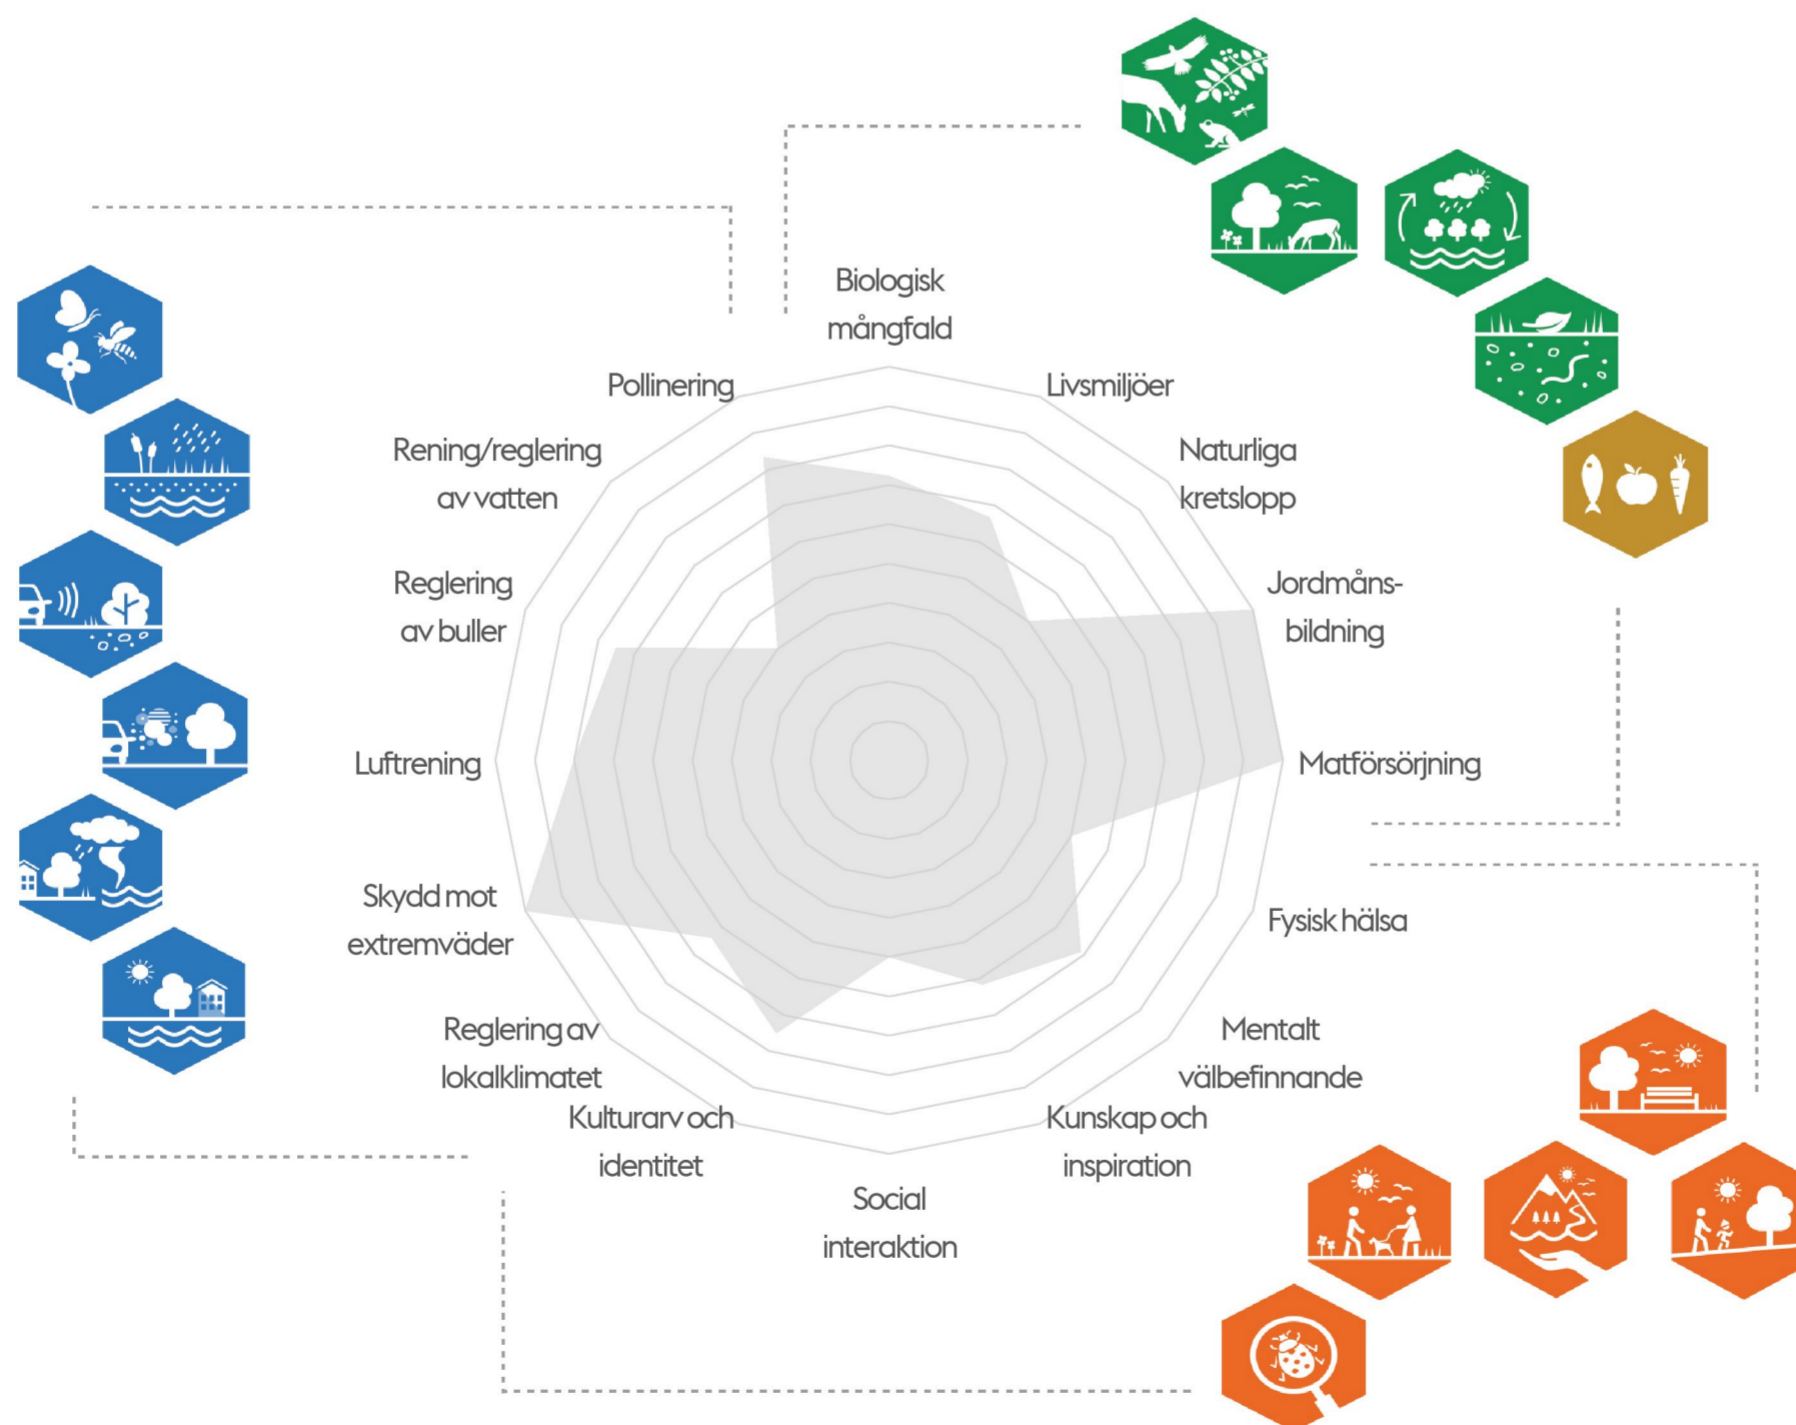 Biologisk
mångfald
Livsmiljöer
Naturliga
kretslopp
Jordmåns-
bildning
Matförsörjning
Fysisk hälsa
Mentalt
välbefinnande
Kunskap och
inspiration
Social
interaktion
Kulturarv och
identitet
Reglering av
lokalklimatet
Skydd mot
extremväder
Luftrening
Reglering
av buller
Rening/reglering
av vatten
Pollinering